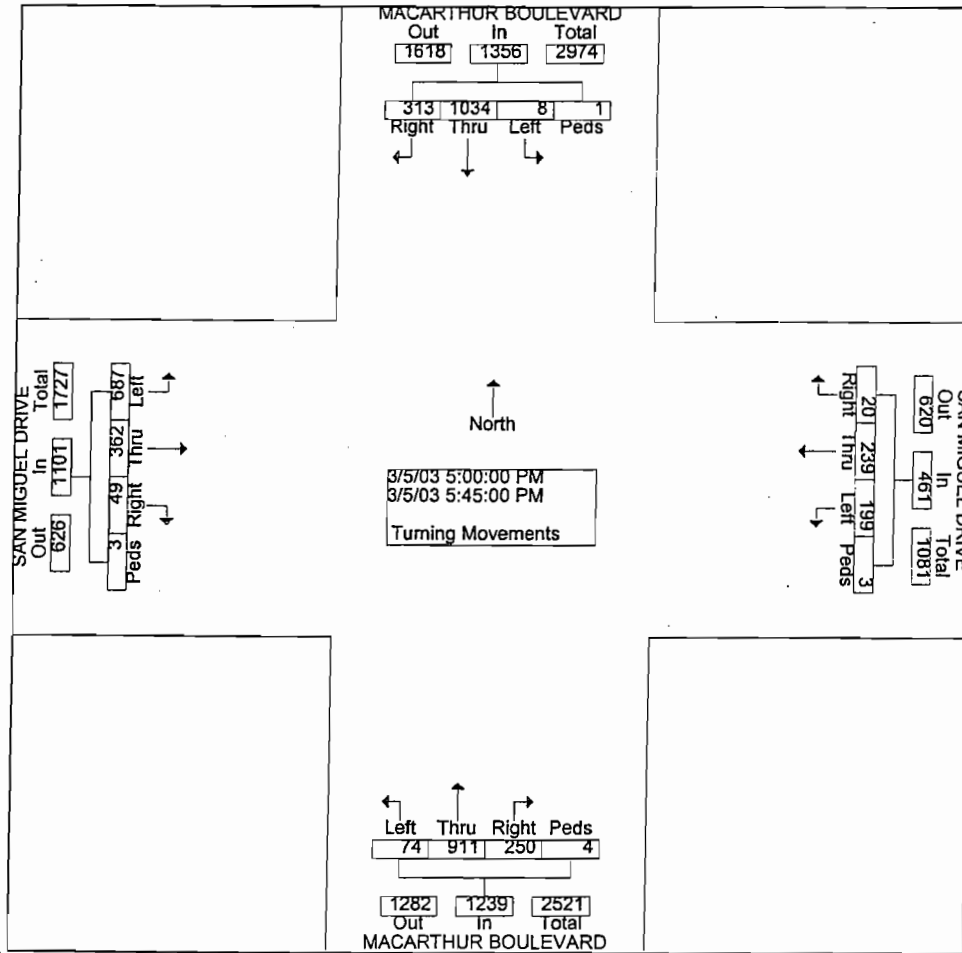 MACARTHUR BOULEVARD
Out In Total
1618 1356 2974
313 1034 8 1
Right Thru Left Peds
SAN MIGUEL DRIVE
Total In Out
1727 1101 626
687 362 49 3
Left Thru Right Peds
North
3/5/03 5:00:00 PM
3/5/03 5:45:00 PM
Turning Movements
Right Thru Left Peds
20 239 199 3
620 461 1081
Out In Total
SAN MIGUEL DRIVE
Left Thru Right Peds
74 911 250 4
1282 1239 2521
Out In Total
MACARTHUR BOULEVARD